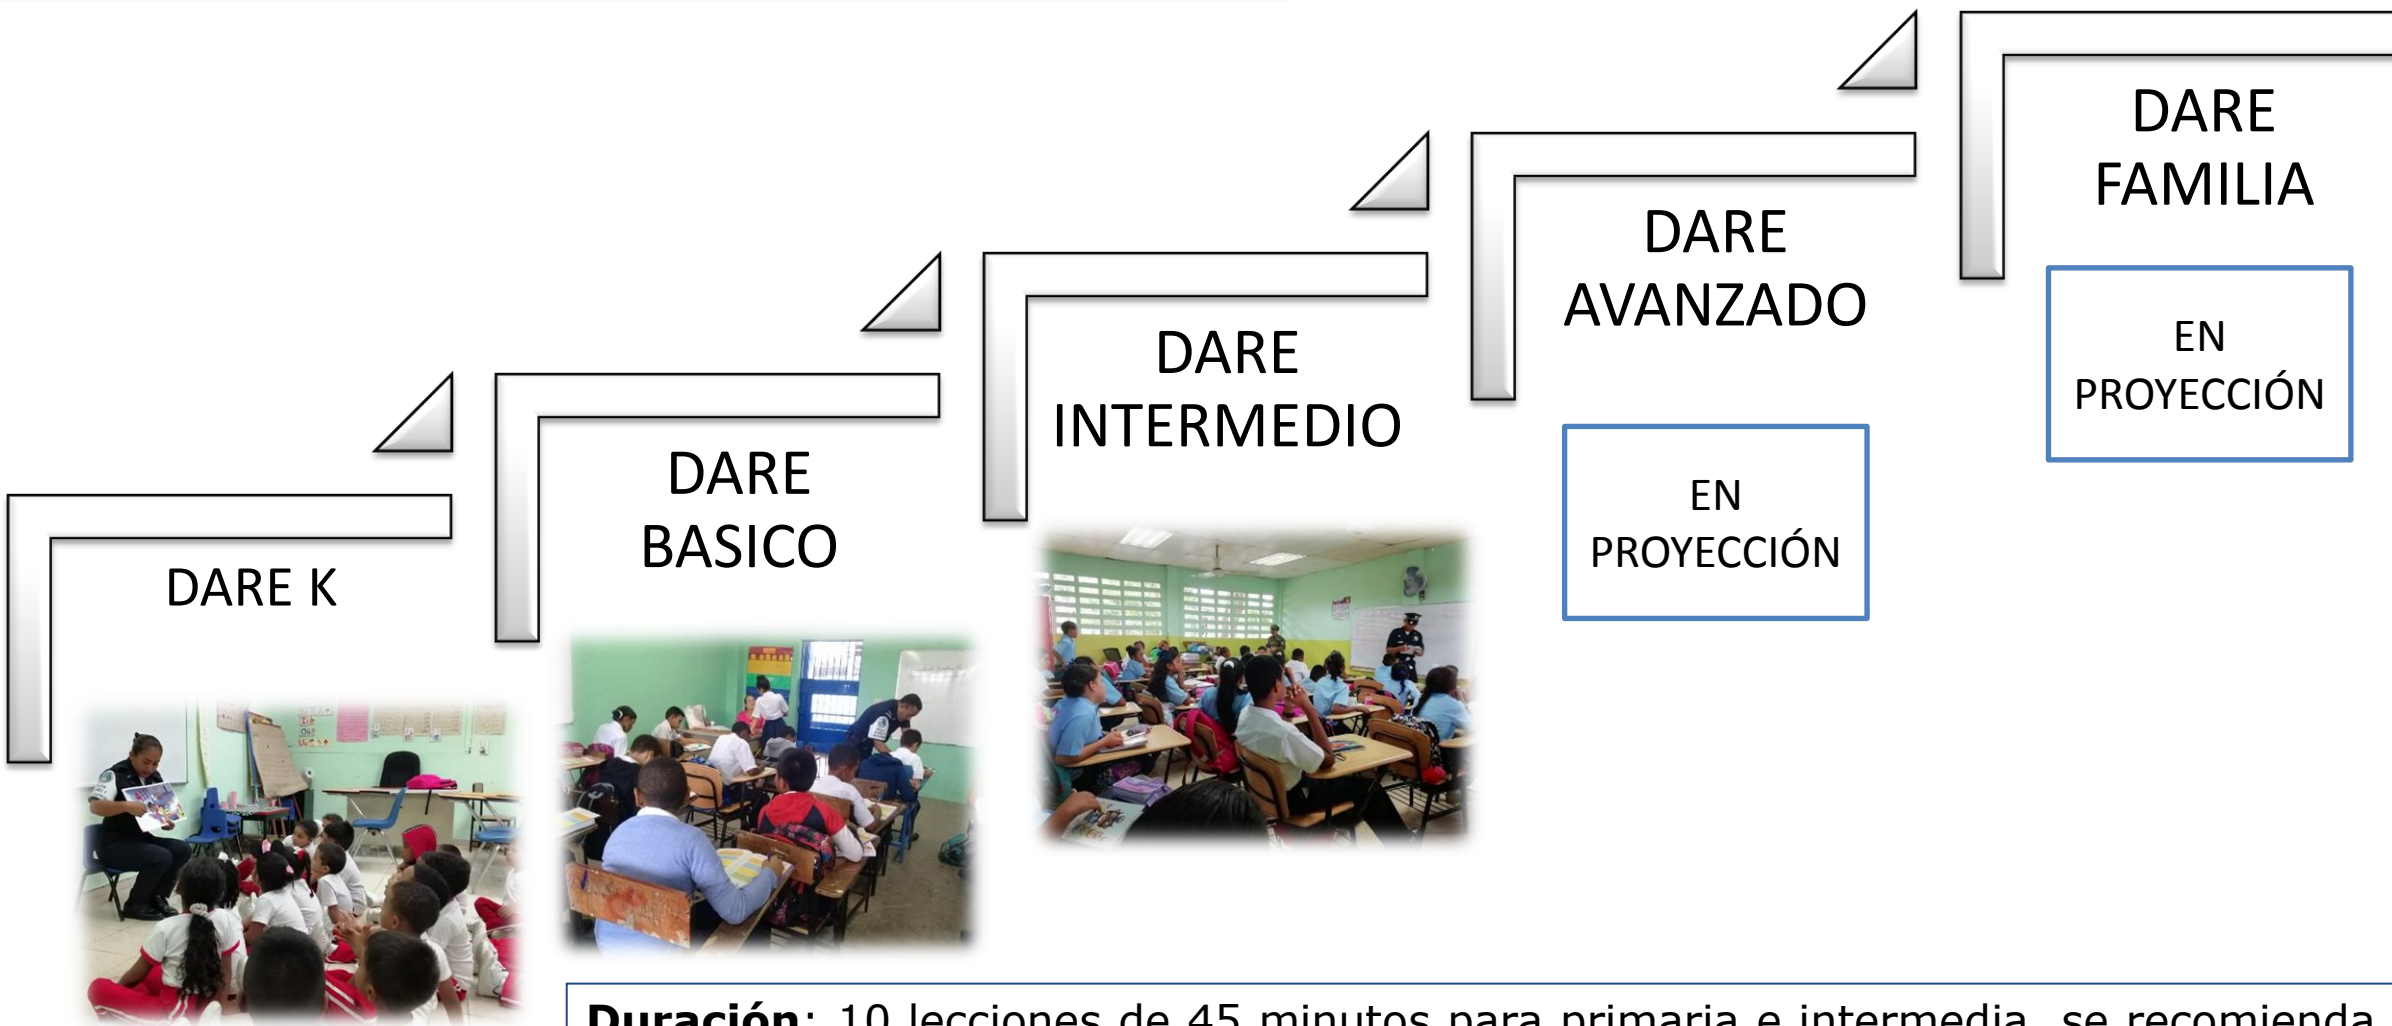 DARE K
DARE
BASICO
DARE
INTERMEDIO
DARE
AVANZADO
EN
PROYECCIÓN
DARE
FAMILIA
EN
PROYECCIÓN
Duración: 10 lecciones de 45 minutos para primaria e intermedia, se recomienda